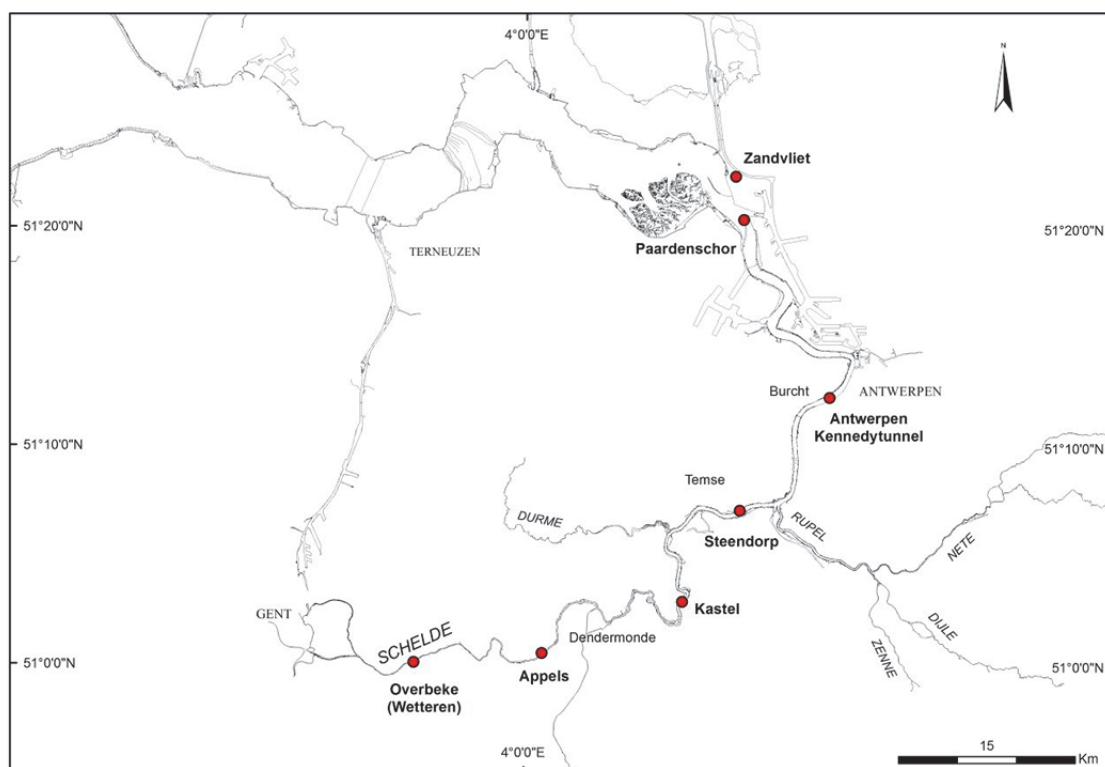 4°0'0"E
N
Zandvliet
51°20'0"N
51°20'0"N
TERNEUZEN
Paardenschor
Burcht
ANTWERPEN
Antwerpen
Kennedytunnel
51°10'0"N
51°10'0"N
Temse
DURME
Steendorp
RUPEL
NETE
Kastel
GENT
SCHELDE
Dendermonde
DIJLE
ZENNE
51°0'0"N
51°0'0"N
Appels
Overbeke
(Wetteren)
4°0'0"E
15
Km